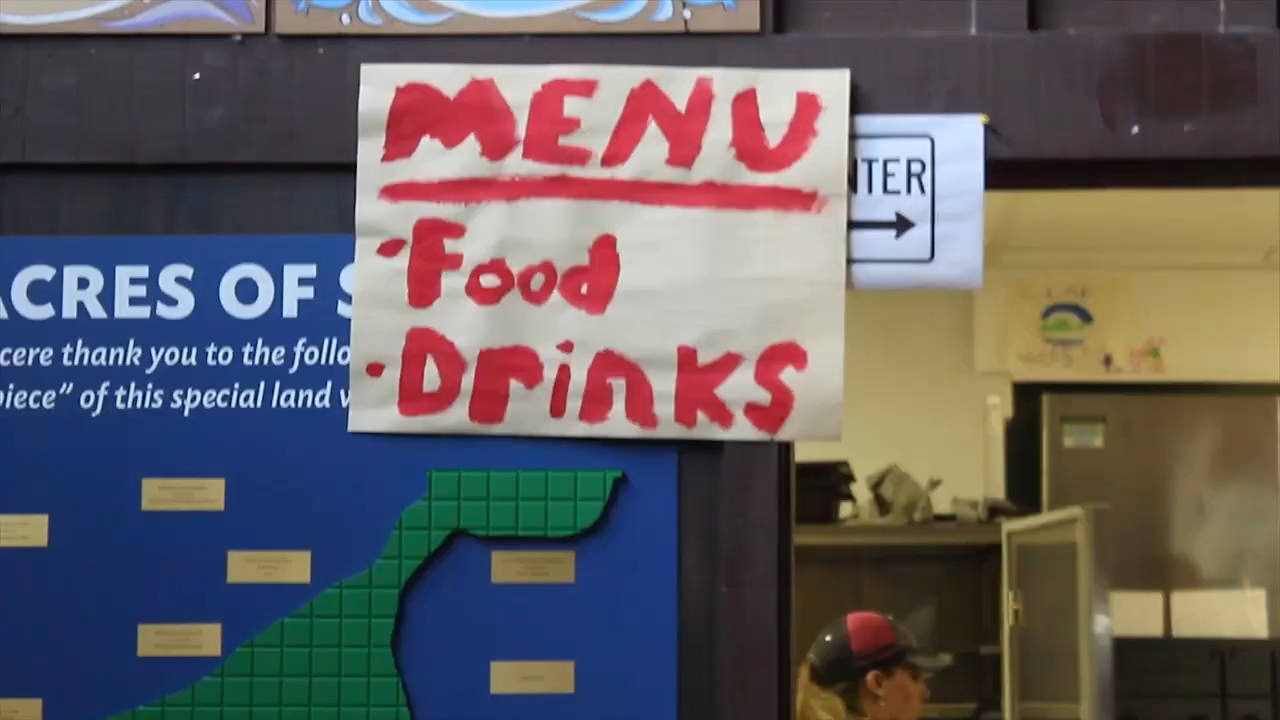 MENU
·Food
·Drinks
NTER
ACRES OF S
cere thank you to the follo
piece” of this special land w